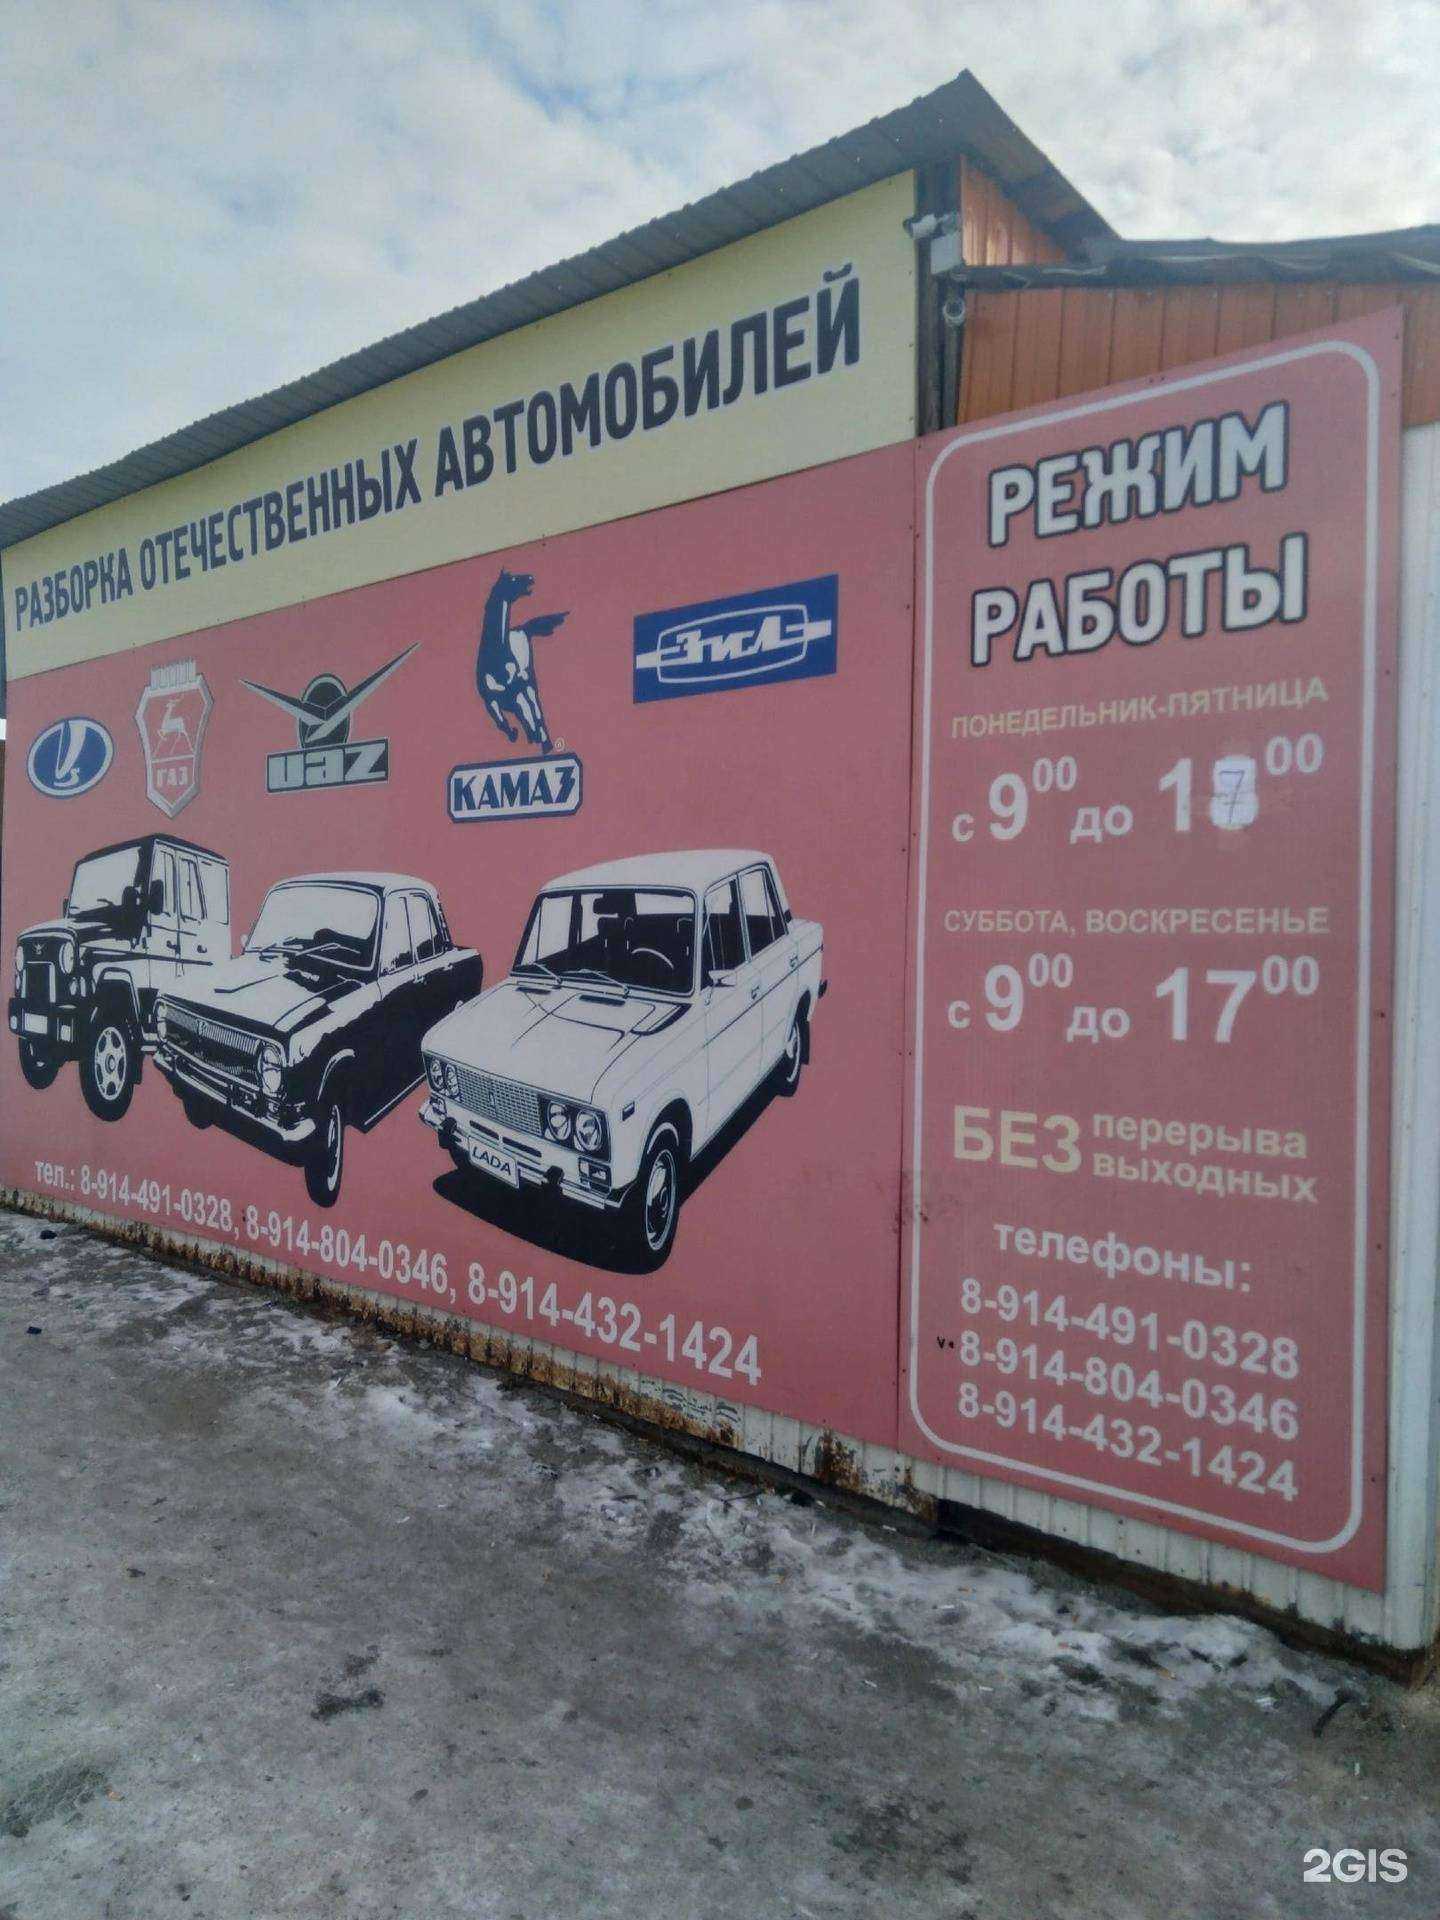 РАЗБОРКА ОТЕЧЕСТВЕННЫХ АВТОМОБИЛЕЙ
ГАЗ
UAZ
КАМАЗ
®
ЗиЛ
LADA
тел.: 8-914-491-0328, 8-914-804-0346, 8-914-432-1424
РЕЖИМ
РАБОТЫ
ПОНЕДЕЛЬНИК-ПЯТНИЦА
с 9⁰⁰ до 17⁰⁰
СУББОТА, ВОСКРЕСЕНЬЕ
с 9⁰⁰ до 17⁰⁰
БЕЗ перерыва
выходных
телефоны:
8-914-491-0328
8-914-804-0346
8-914-432-1424
2GIS